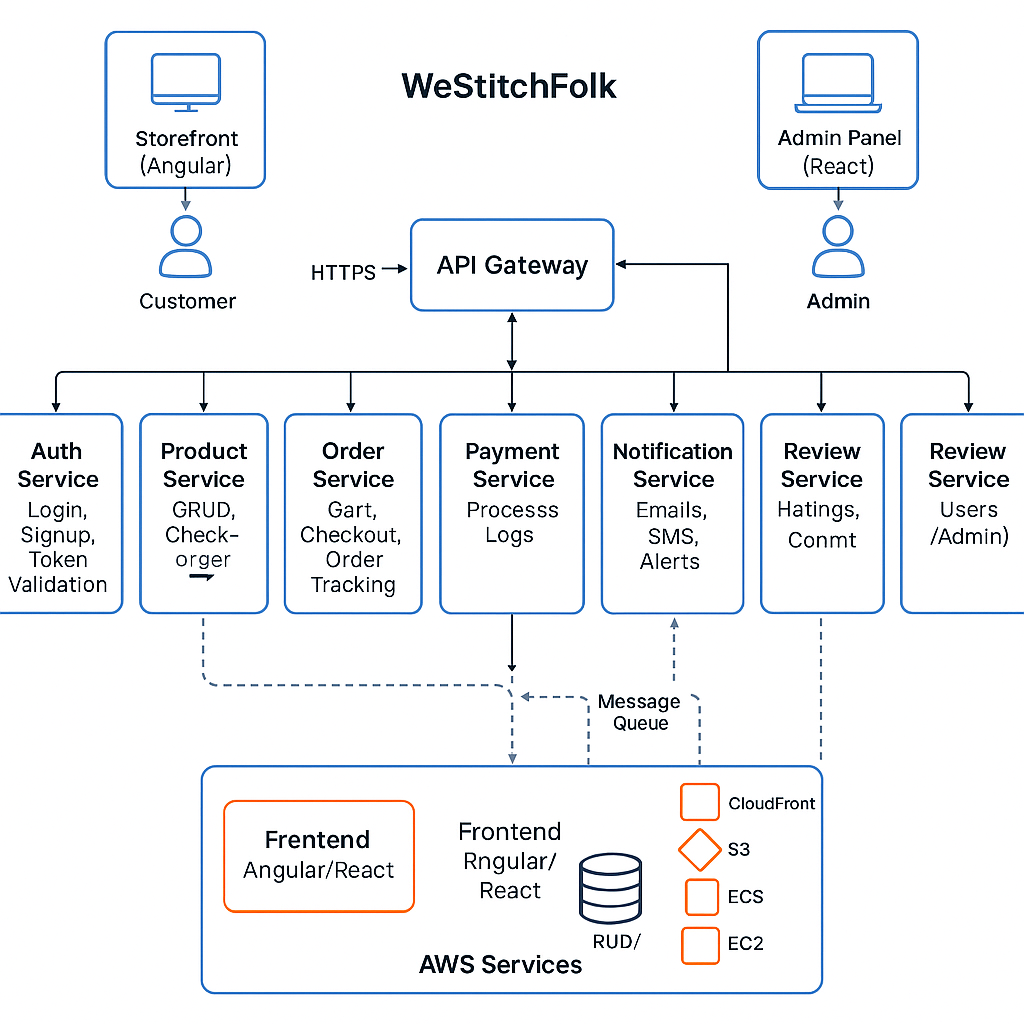 WeStitchFolk
Storefront
(Angular)
Customer
Admin Panel
(React)
Admin
HTTPS
API Gateway
Auth
Service
Login,
Signup,
Token
Validation
Product
Service
GRUD,
Check-
orger
Order
Service
Gart,
Checkout,
Order
Tracking
Payment
Service
Processs
Logs
Notification
Service
Emails,
SMS,
Alerts
Review
Service
Hatings,
Conmt
Review
Service
Users
/Admin)
Message
Queue
Frentend
Angular/React
Frontend
Rngular/
React
RUD/
CloudFront
S3
ECS
EC2
AWS Services